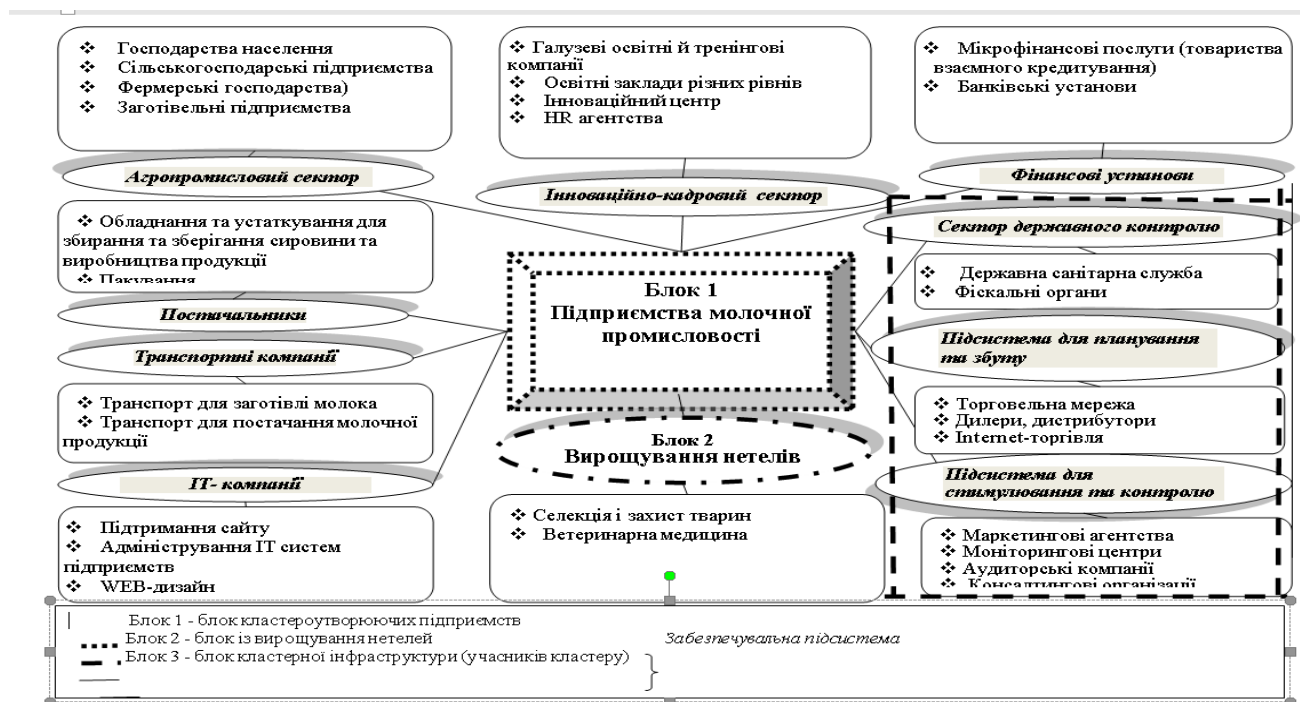 ❖ Господарства населення
❖ Сільськогосподарські підприємства
❖ Фермерські господарства)
❖ Заготівельні підприємства
Агропромисловий сектор
❖ Обладнання та устаткування для
збирання та зберігання сировини та
виробництва продукції
❖ Пакування
Постачальники
Транспортні компанії
❖ Транспорт для заготівлі молока
❖ Транспорт для постачання молочної
продукції
ІТ- компанії
❖ Підтримання сайту
❖ Адміністрування ІТ систем
підприємств
❖ WEB-дизайн
❖ Галузеві освітні й тренінгові
компанії
❖ Освітні заклади різних рівнів
❖ Інноваційний центр
❖ HR агентства
Інноваційно-кадровий сектор
Блок 1
Підприємства молочної
промисловості
Блок 2
Вирощування нетелів
❖ Селекція і захист тварин
❖ Ветеринарна медицина
❖ Мікрофінансові послуги (товариства
взаємного кредитування)
❖ Банківські установи
Фінансові установи
Сектор державного контролю
❖ Державна санітарна служба
❖ Фіскальні органи
Підсистема для планування
та збуту
❖ Торговельна мережа
❖ Дилери, дистрибутори
❖ Internet-торгівля
Підсистема для
стимулювання та контролю
❖ Маркетингові агентства
❖ Моніторингові центри
❖ Аудиторські компанії
❖ Консалтингові організації
Блок 1 - блок кластероутворюючих підприємств
Блок 2 - блок із вирощування нетелей
Блок 3 - блок кластерної інфраструктури (учасників кластеру)
Забезпечувальна підсистема